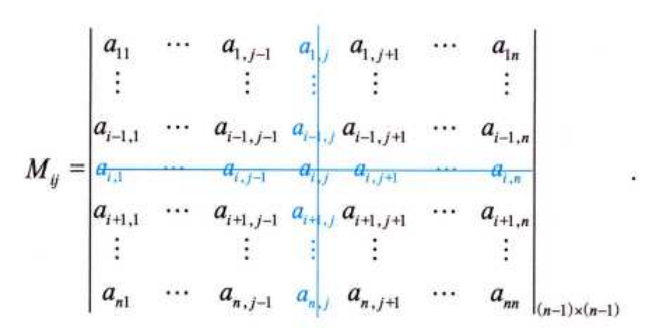 a_{11} ⋯ a_{1,j-1} a_{1,j} a_{1,j+1} ⋯ a_{1n}
⋮ ⋮ ⋮ ⋮ ⋮
a_{i-1,1} ⋯ a_{i-1,j-1} a_{i-1,j} a_{i-1,j+1} ⋯ a_{i-1,n}
M_{ij} = a_{i,1} ⋯ a_{i,j-1} a_{i,j} a_{i,j+1} ⋯ a_{i,n} .
a_{i+1,1} ⋯ a_{i+1,j-1} a_{i+1,j} a_{i+1,j+1} ⋯ a_{i+1,n}
⋮ ⋮ ⋮ ⋮ ⋮
a_{n1} ⋯ a_{n,j-1} a_{n,j} a_{n,j+1} ⋯ a_{nn} (n-1)×(n-1)